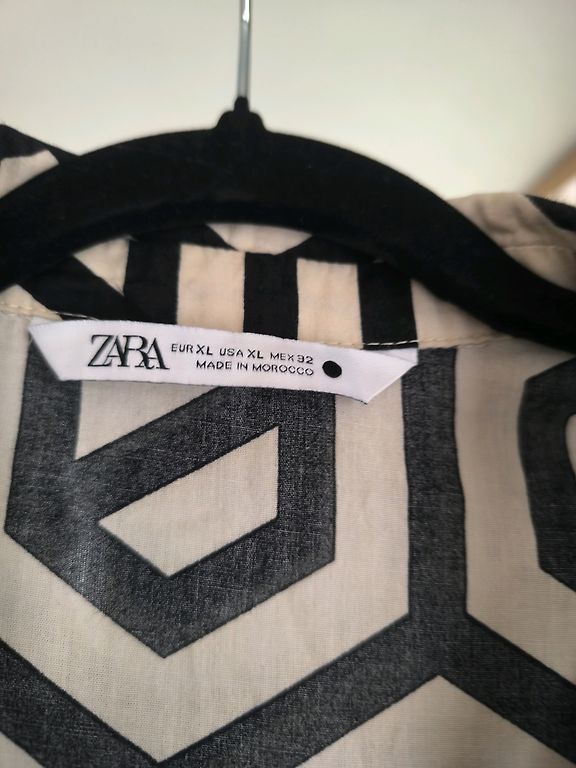 ZARA
EUR XL USA XL MEX 32
MADE IN MOROCCO